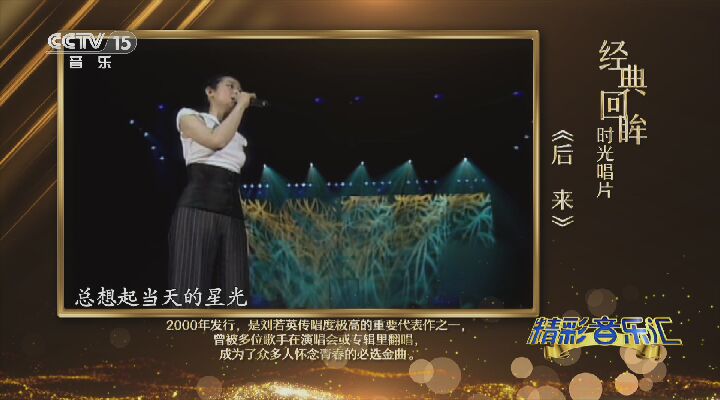 CCTV 15
音乐
经典回眸
时光唱片
《后来》
总想起当天的星光
2000年发行，是刘若英传唱度极高的重要代表作之一，
曾被多位歌手在演唱会或专辑里翻唱，
成为了众多人怀念青春的必选金曲。
精彩音乐汇